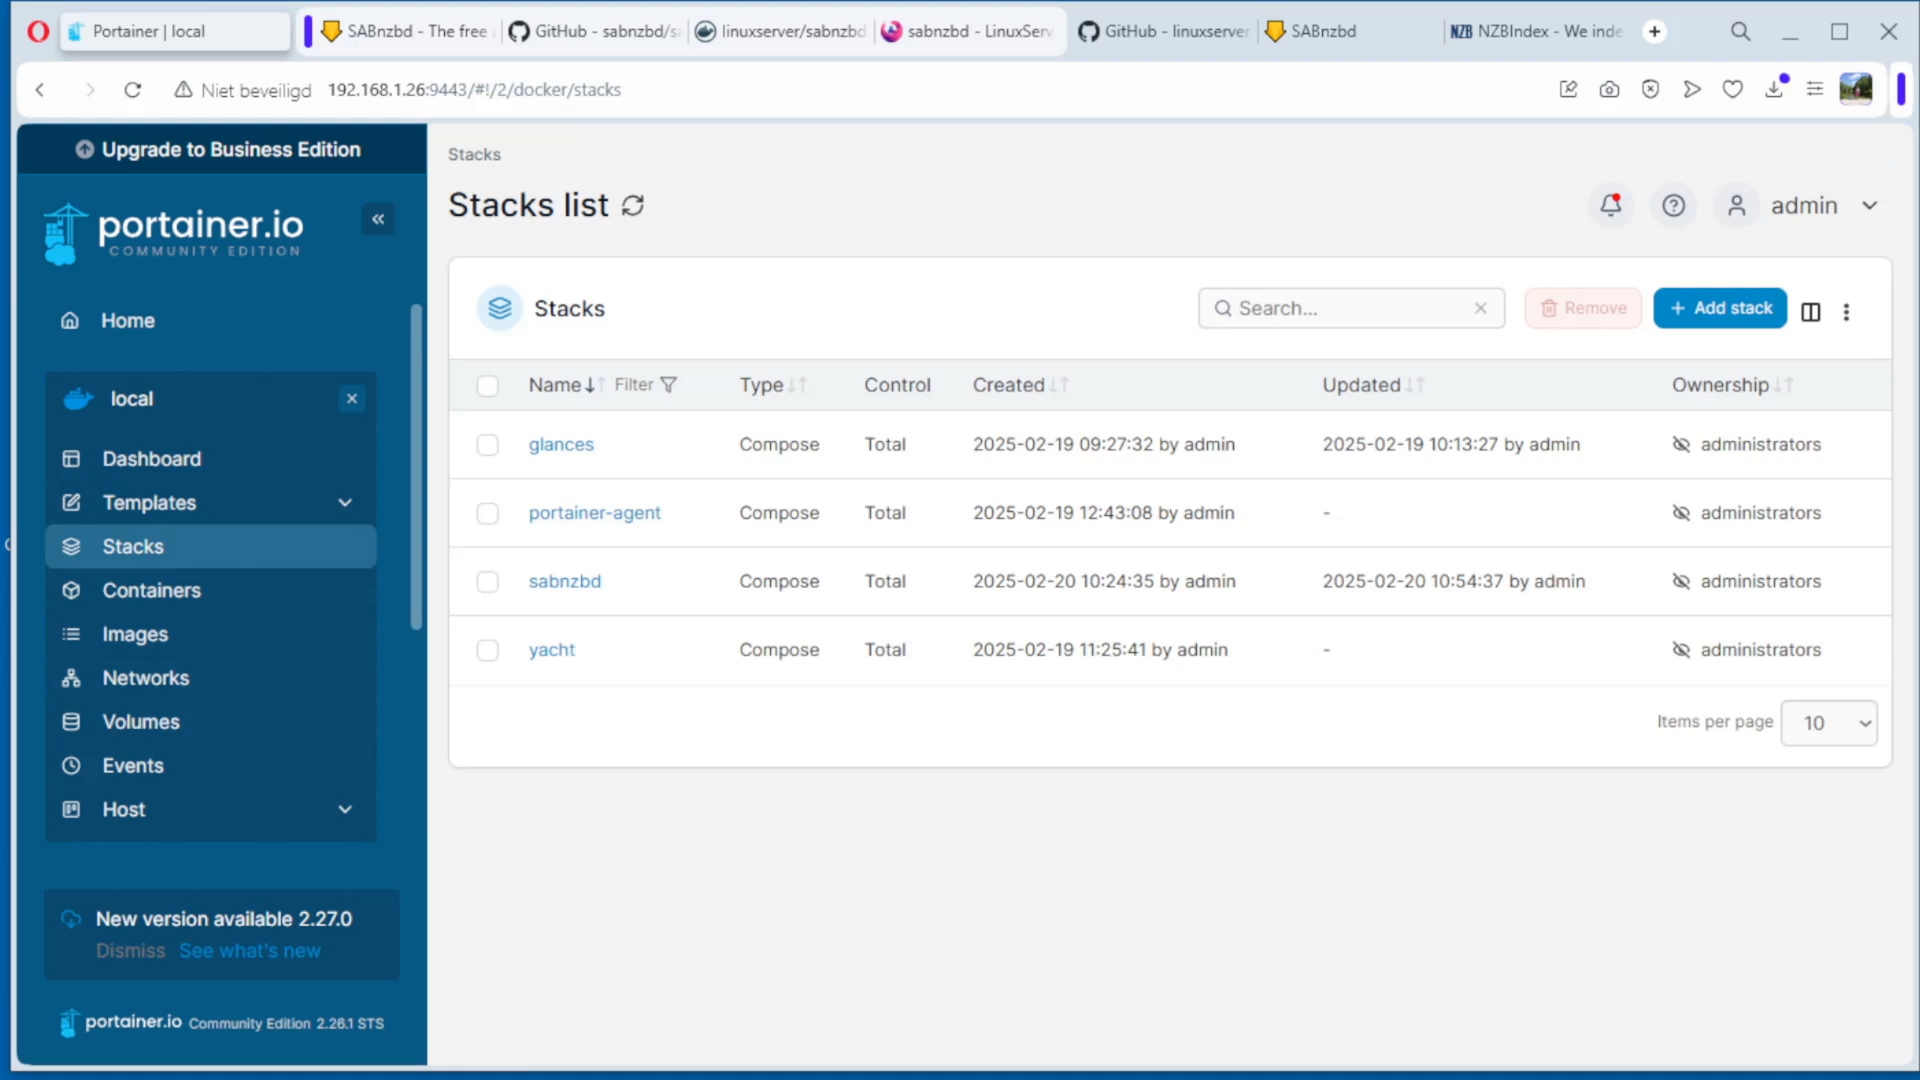 Portainer | local
SABnzbd - The free
GitHub - sabnzbd/sa
linuxserver/sabnzbd
sabnzbd - LinuxServ
GitHub - linuxserver
SABnzbd
NZB NZBIndex - We inde
Niet beveiligd 192.168.1.26:9443/#!/2/docker/stacks
Upgrade to Business Edition
portainer.io
COMMUNITY EDITION
Home
local
Dashboard
Templates
Stacks
Containers
Images
Networks
Volumes
Events
Host
New version available 2.27.0
Dismiss See what's new
portainer.io Community Edition 2.26.1 STS
Stacks
Stacks list
admin
Stacks
Search...
Remove
+ Add stack
Name Filter Type Control Created Updated Ownership
glances Compose Total 2025-02-19 09:27:32 by admin 2025-02-19 10:13:27 by admin administrators
portainer-agent Compose Total 2025-02-19 12:43:08 by admin - administrators
sabnzbd Compose Total 2025-02-20 10:24:35 by admin 2025-02-20 10:54:37 by admin administrators
yacht Compose Total 2025-02-19 11:25:41 by admin - administrators
Items per page 10